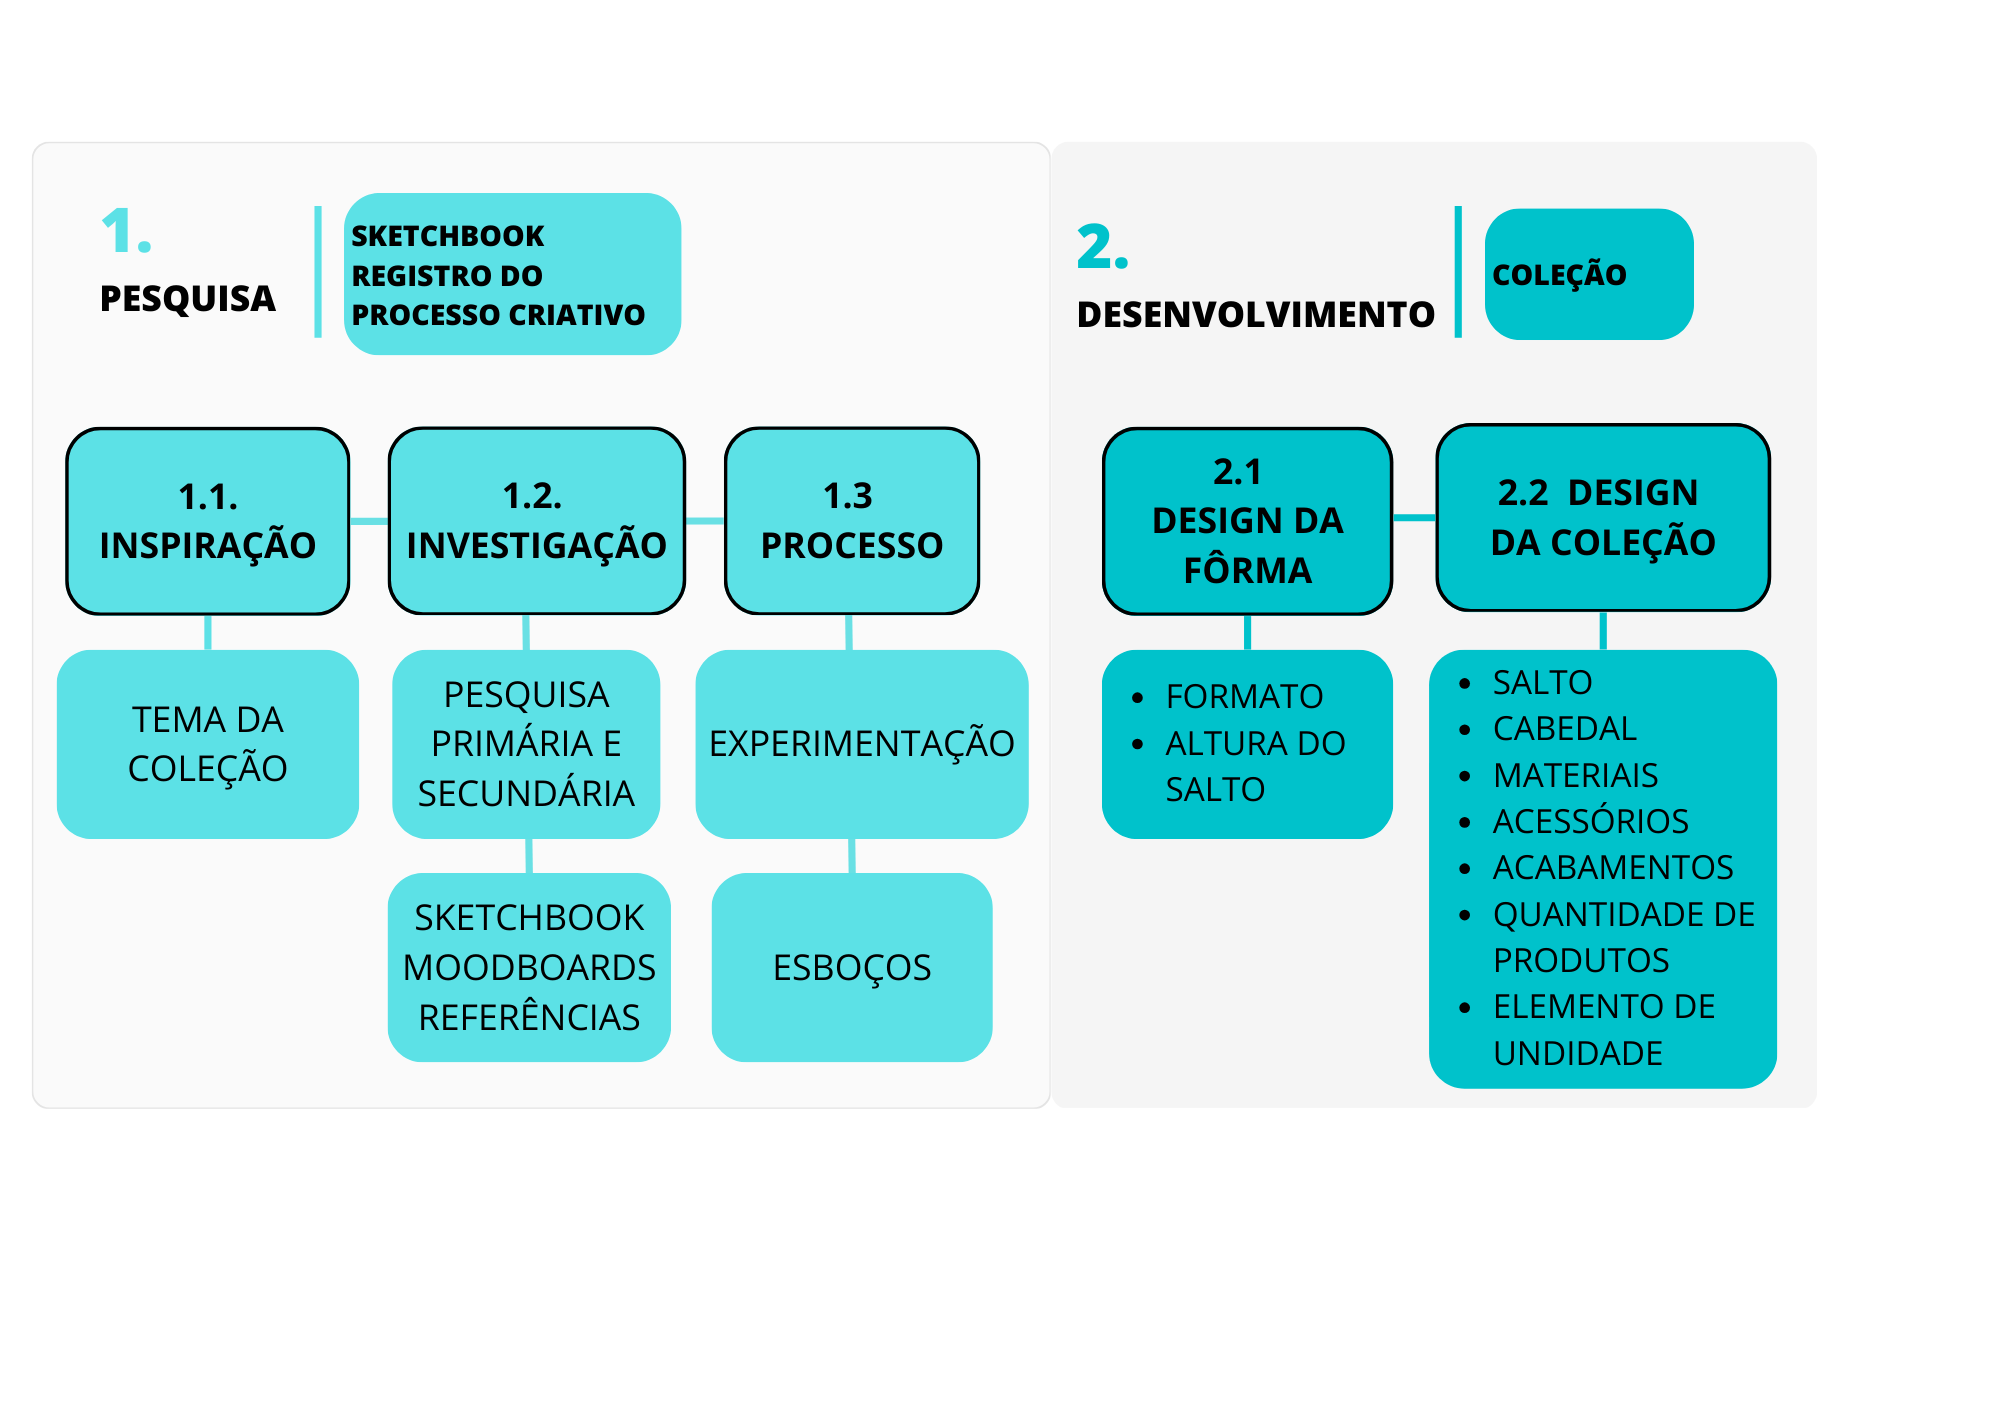 1.
PESQUISA
SKETCHBOOK
REGISTRO DO
PROCESSO CRIATIVO
1.1.
INSPIRAÇÃO
1.2.
INVESTIGAÇÃO
1.3
PROCESSO
TEMA DA
COLEÇÃO
PESQUISA
PRIMÁRIA E
SECUNDÁRIA
EXPERIMENTAÇÃO
SKETCHBOOK
MOODBOARDS
REFERÊNCIAS
ESBOÇOS
2.
DESENVOLVIMENTO
COLEÇÃO
2.1
DESIGN DA
FÔRMA
2.2 DESIGN
DA COLEÇÃO
• FORMATO
• ALTURA DO
SALTO
• SALTO
• CABEDAL
• MATERIAIS
• ACESSÓRIOS
• ACABAMENTOS
• QUANTIDADE DE
PRODUTOS
• ELEMENTO DE
UNDIDADE